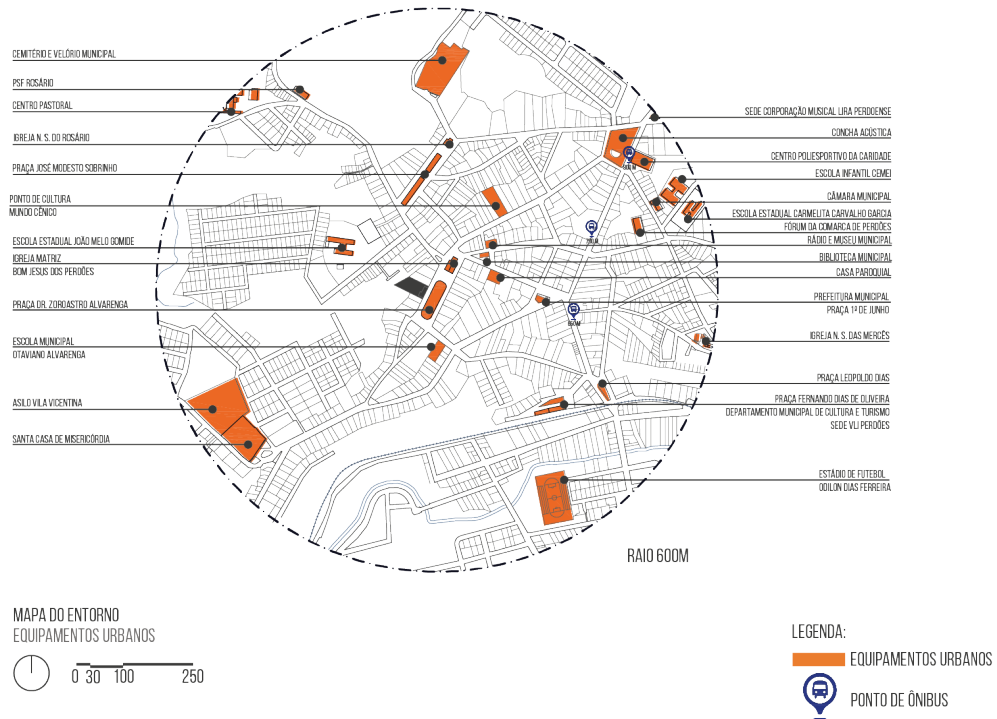 CEMITÉRIO E VELÓRIO MUNICIPAL
PSF ROSÁRIO
CENTRO PASTORAL
IGREJA N. S. DO ROSÁRIO
PRAÇA JOSÉ MODESTO SOBRINHO
PONTO DE CULTURA
MUNDO CÊNICO
ESCOLA ESTADUAL JOÃO MELO GOMIDE
IGREJA MATRIZ
BOM JESUS DOS PERDÕES
PRAÇA DR. ZOROASTRO ALVARENGA
ESCOLA MUNICIPAL
OTAVIANO ALVARENGA
ASILO VILA VICENTINA
SANTA CASA DE MISERICÓRDIA
SEDE CORPORAÇÃO MUSICAL LIRA PERDOENSE
CONCHA ACÚSTICA
CENTRO POLIESPORTIVO DA CARIDADE
ESCOLA INFANTIL CEMEI
CÂMARA MUNICIPAL
ESCOLA ESTADUAL CARMELITA CARVALHO GARCIA
FÓRUM DA COMARCA DE PERDÕES
RÁDIO E MUSEU MUNICIPAL
BIBLIOTECA MUNICIPAL
CASA PAROQUIAL
PREFEITURA MUNICIPAL
PRAÇA 1º DE JUNHO
IGREJA N. S. DAS MERCÊS
PRAÇA LEOPOLDO DIAS
PRAÇA FERNANDO DIAS DE OLIVEIRA
DEPARTAMENTO MUNICIPAL DE CULTURA E TURISMO
SEDE VLI PERDÕES
ESTÁDIO DE FUTEBOL
ODILON DIAS FERREIRA
RAIO 600M
MAPA DO ENTORNO
EQUIPAMENTOS URBANOS
0 30 100 250
LEGENDA:
EQUIPAMENTOS URBANOS
PONTO DE ÔNIBUS